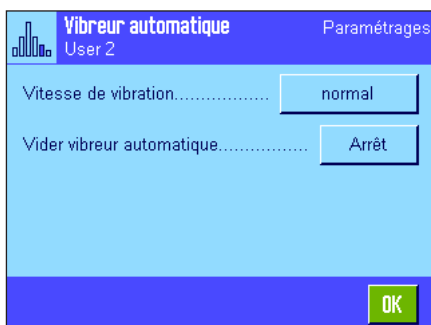 Vibreur automatique Paramétrages
User 2
Vitesse de vibration.................. normal
Vider vibreur automatique................. Arrêt
OK